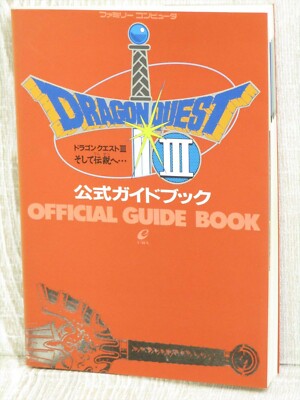 ファミリーコンピュータ
DRAGON QUEST
III
ドラゴンクエストIII
そして伝説へ…
公式ガイドブック
OFFICIAL GUIDE BOOK